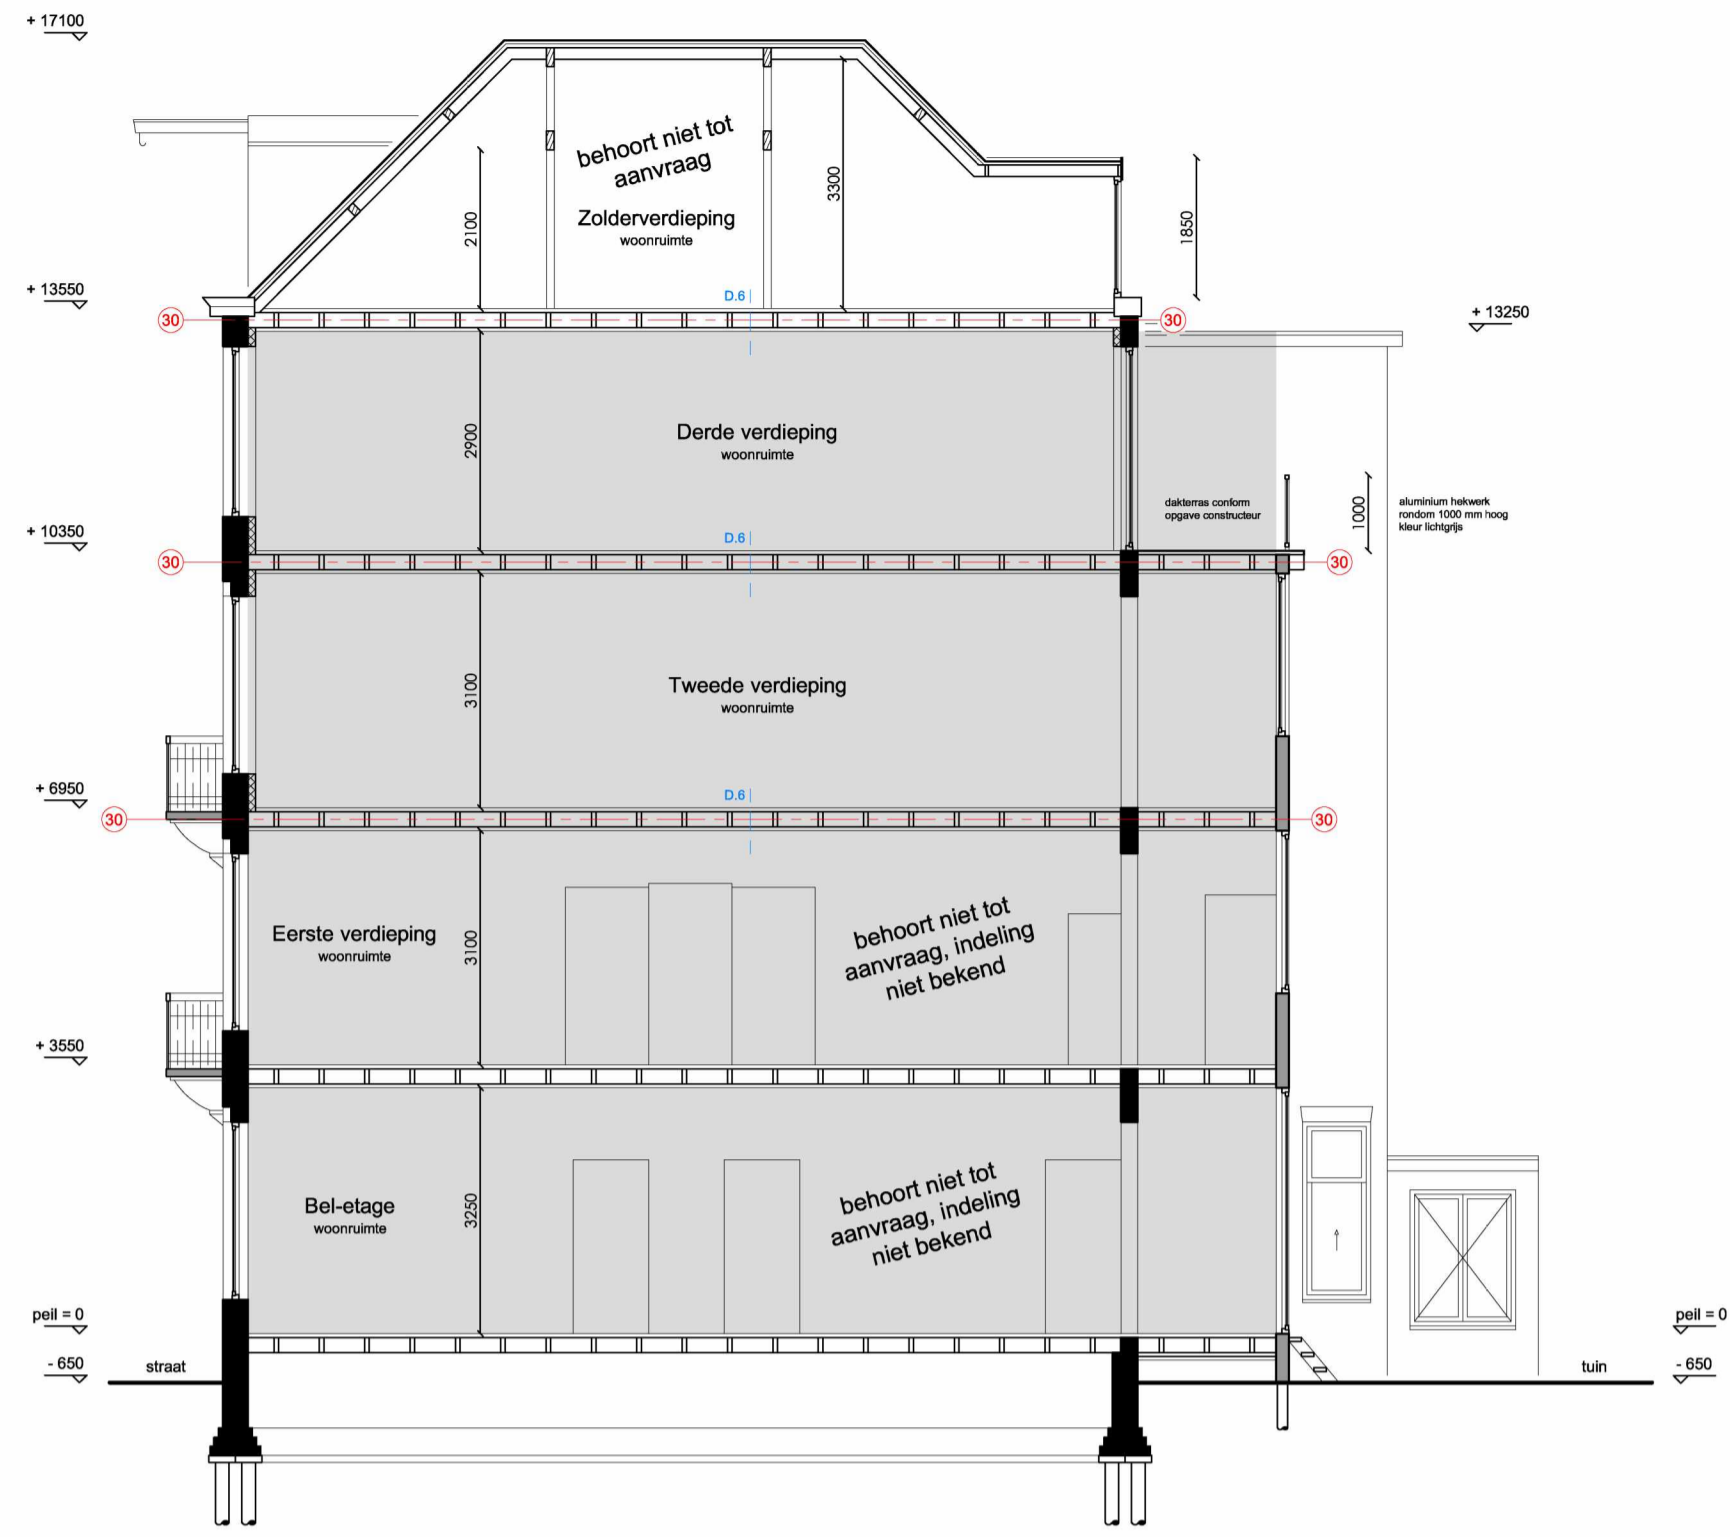 + 17100
behoort niet tot
aanvraag
Zolderverdieping
woonruimte
2100
3300
1850
+ 13550
D.6
30
30
+ 13250
Derde verdieping
woonruimte
2900
dakterras conform
opgave constructeur
1000
aluminium hekwerk
rondom 1000 mm hoog
kleur lichtgrijs
+ 10350
D.6
30
30
Tweede verdieping
woonruimte
3100
+ 6950
D.6
30
30
Eerste verdieping
woonruimte
3100
behoort niet tot
aanvraag, indeling
niet bekend
+ 3550
Bel-etage
woonruimte
3250
behoort niet tot
aanvraag, indeling
niet bekend
peil = 0
peil = 0
- 650
straat
tuin
- 650